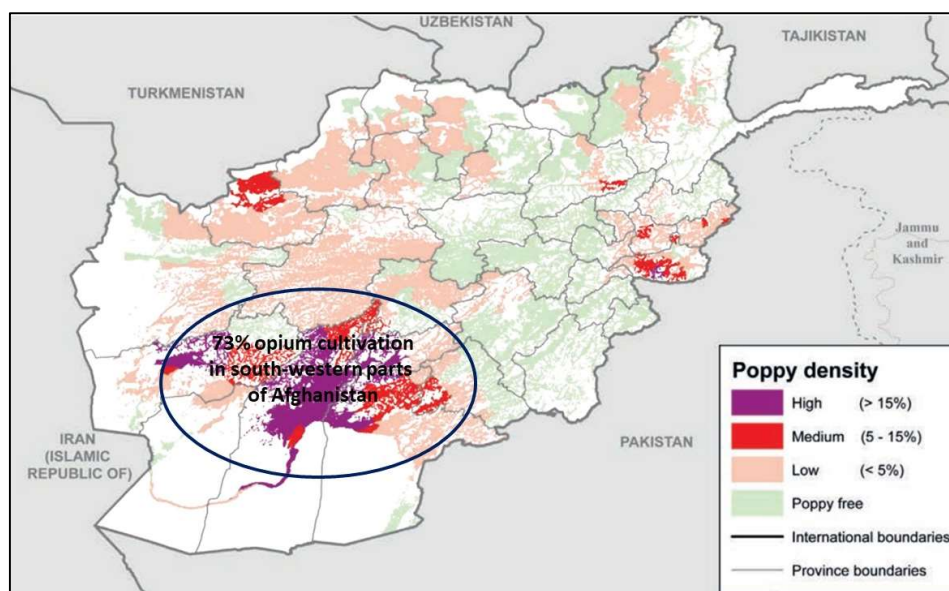 UZBEKISTAN
TAJIKISTAN
TURKMENISTAN
Jammu
and
Kashmir
73% opium cultivation
in south-western parts
of Afghanistan
IRAN
(ISLAMIC
REPUBLIC OF)
PAKISTAN
Poppy density
High (> 15%)
Medium (5 - 15%)
Low (< 5%)
Poppy free
International boundaries
Province boundaries